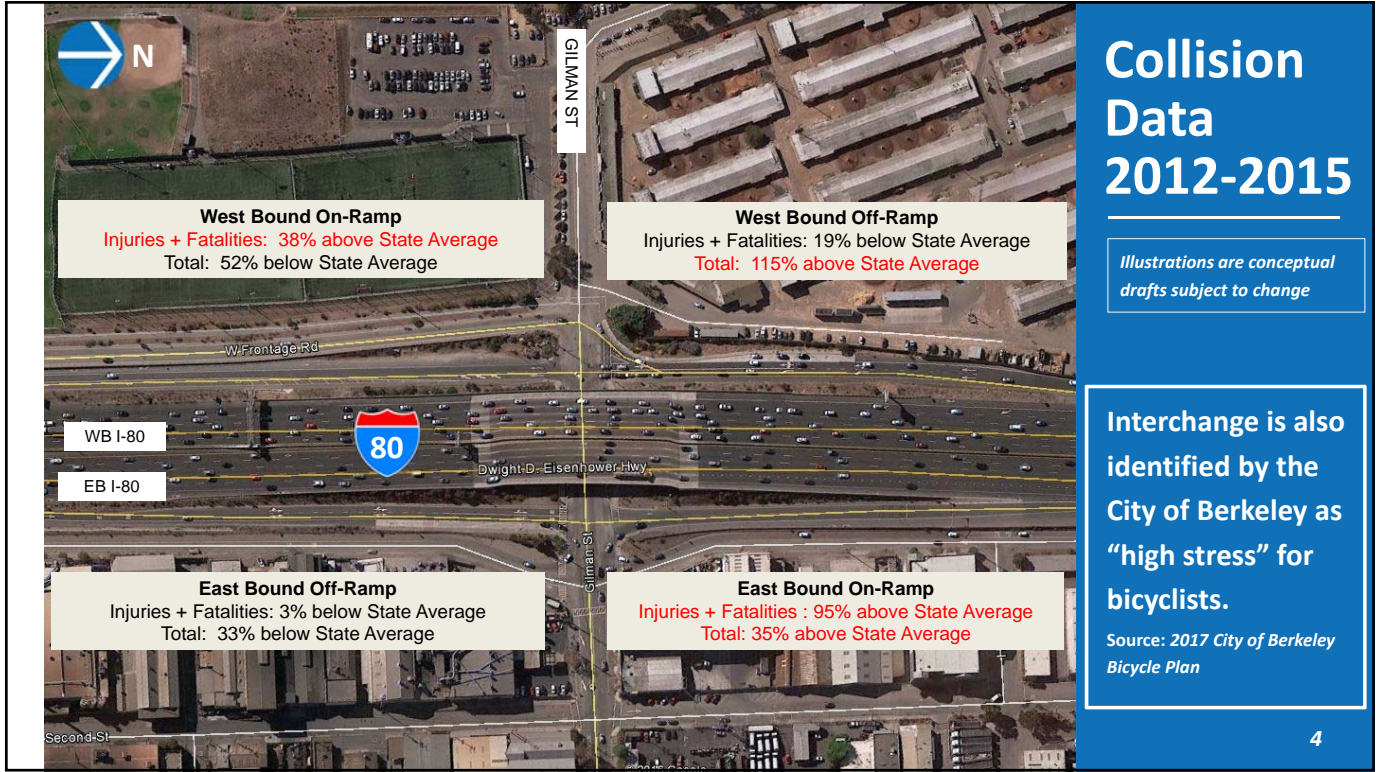 N
GILMAN ST
West Bound On-Ramp
Injuries + Fatalities: 38% above State Average
Total: 52% below State Average
West Bound Off-Ramp
Injuries + Fatalities: 19% below State Average
Total: 115% above State Average
W Frontage Rd
WB I-80
80
Dwight D. Eisenhower Hwy
EB I-80
Gilman St
East Bound Off-Ramp
Injuries + Fatalities: 3% below State Average
Total: 33% below State Average
East Bound On-Ramp
Injuries + Fatalities : 95% above State Average
Total: 35% above State Average
Second St
Collision
Data
2012-2015
Illustrations are conceptual
drafts subject to change
Interchange is also
identified by the
City of Berkeley as
“high stress” for
bicyclists.
Source: 2017 City of Berkeley
Bicycle Plan
4